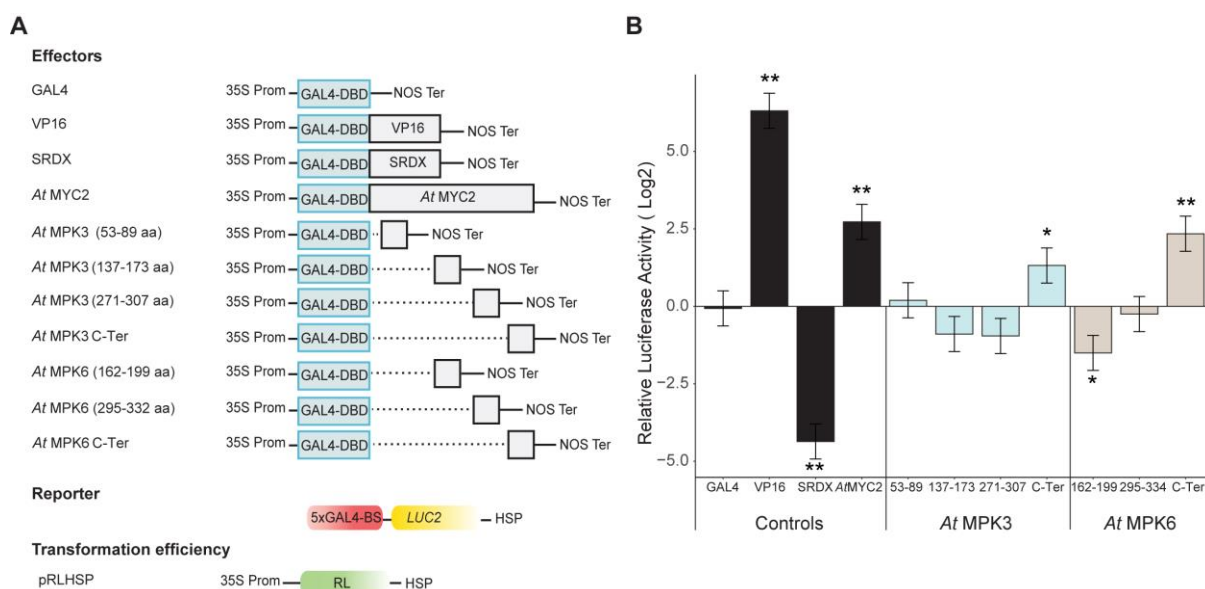 A
Effectors
GAL4 35S Prom GAL4-DBD NOS Ter
VP16 35S Prom GAL4-DBD VP16 NOS Ter
SRDX 35S Prom GAL4-DBD SRDX NOS Ter
At MYC2 35S Prom GAL4-DBD At MYC2 NOS Ter
At MPK3 (53-89 aa) 35S Prom GAL4-DBD NOS Ter
At MPK3 (137-173 aa) 35S Prom GAL4-DBD NOS Ter
At MPK3 (271-307 aa) 35S Prom GAL4-DBD NOS Ter
At MPK3 C-Ter 35S Prom GAL4-DBD NOS Ter
At MPK6 (162-199 aa) 35S Prom GAL4-DBD NOS Ter
At MPK6 (295-332 aa) 35S Prom GAL4-DBD NOS Ter
At MPK6 C-Ter 35S Prom GAL4-DBD NOS Ter
Reporter
5xGAL4-BS LUC2 HSP
Transformation efficiency
pRLHSP 35S Prom RL HSP
B
Relative Luciferase Activity ( Log2)
5.0
2.5
0.0
−2.5
−5.0
** ** * ** ** *
GAL4 VP16 SRDX AtMYC2 53-89 137-173 271-307 C-Ter 162-199 295-334 C-Ter
Controls At MPK3 At MPK6